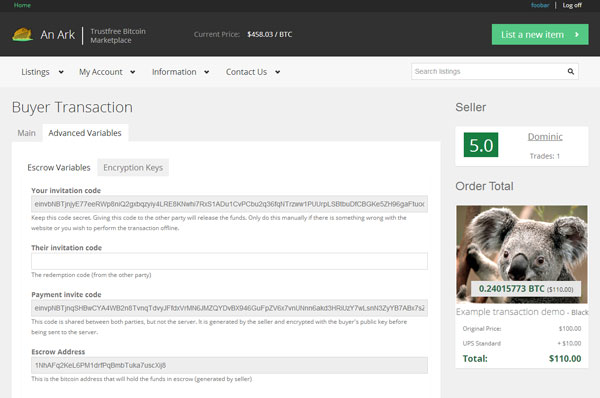 Home
foobar
Log off
An Ark
Trustfree Bitcoin
Marketplace
Current Price: $458.03 / BTC
List a new item
Listings
My Account
Information
Contact Us
Search listings
Buyer Transaction
Main
Advanced Variables
Escrow Variables
Encryption Keys
Your invitation code
Keep this code secret. Giving this code to the other party will release the funds. Only do this manually if there is something wrong with
the website or you wish to perform the transaction offline.
Their invitation code
The redemption code (from the other party)
Payment invite code
This code is shared between both parties, but not the server. It is generated by the seller and encrypted with the buyer's public key before
being sent to the server.
Escrow Address
1NhAFq2KeL6PM1drfPqBmbTuka7uscXj8
This is the bitcoin address that will hold the funds in escrow (generated by seller)
Seller
5.0
Dominic
Trades: 1
Order Total
0.24015773 BTC ($110.00)
Example transaction demo - Black
Original Price: $100.00
UPS Standard + $10.00
Total: $110.00